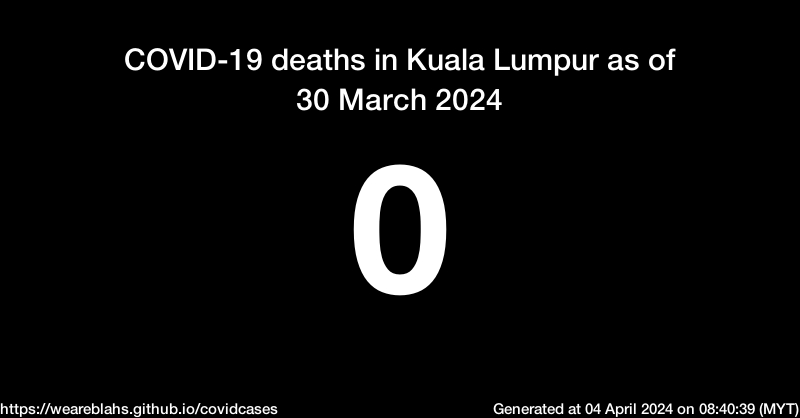 COVID-19 deaths in Kuala Lumpur as of
30 March 2024
0
https://weareblahs.github.io/covidcases
Generated at 04 April 2024 on 08:40:39 (MYT)